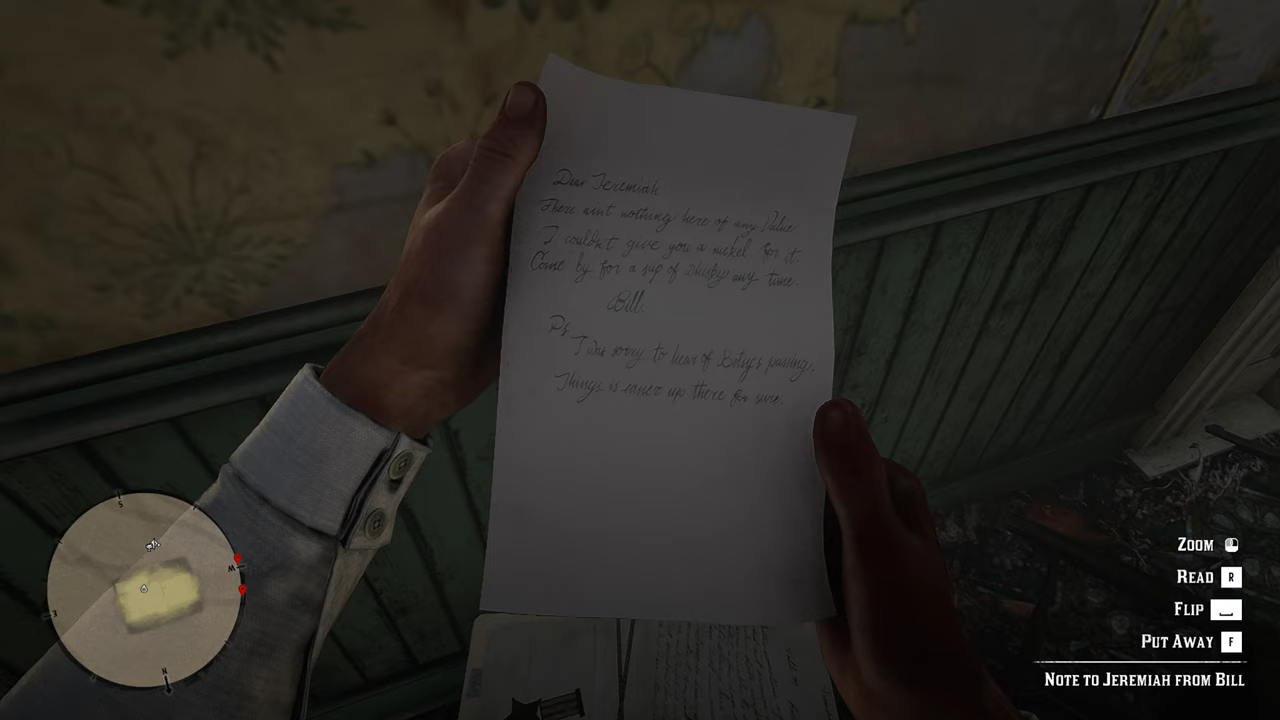 Dear Jeremiah
There aint nothing here of any Value
I couldn't give you a nickel for it.
Come by for a sup of Whisky any time.
Bill.
Ps
I was sorry to hear of Betsy's passing.
Things is easier up there for sure.
S
W
E
N
ZOOM
READ R
FLIP
PUT AWAY F
NOTE TO JEREMIAH FROM BILL